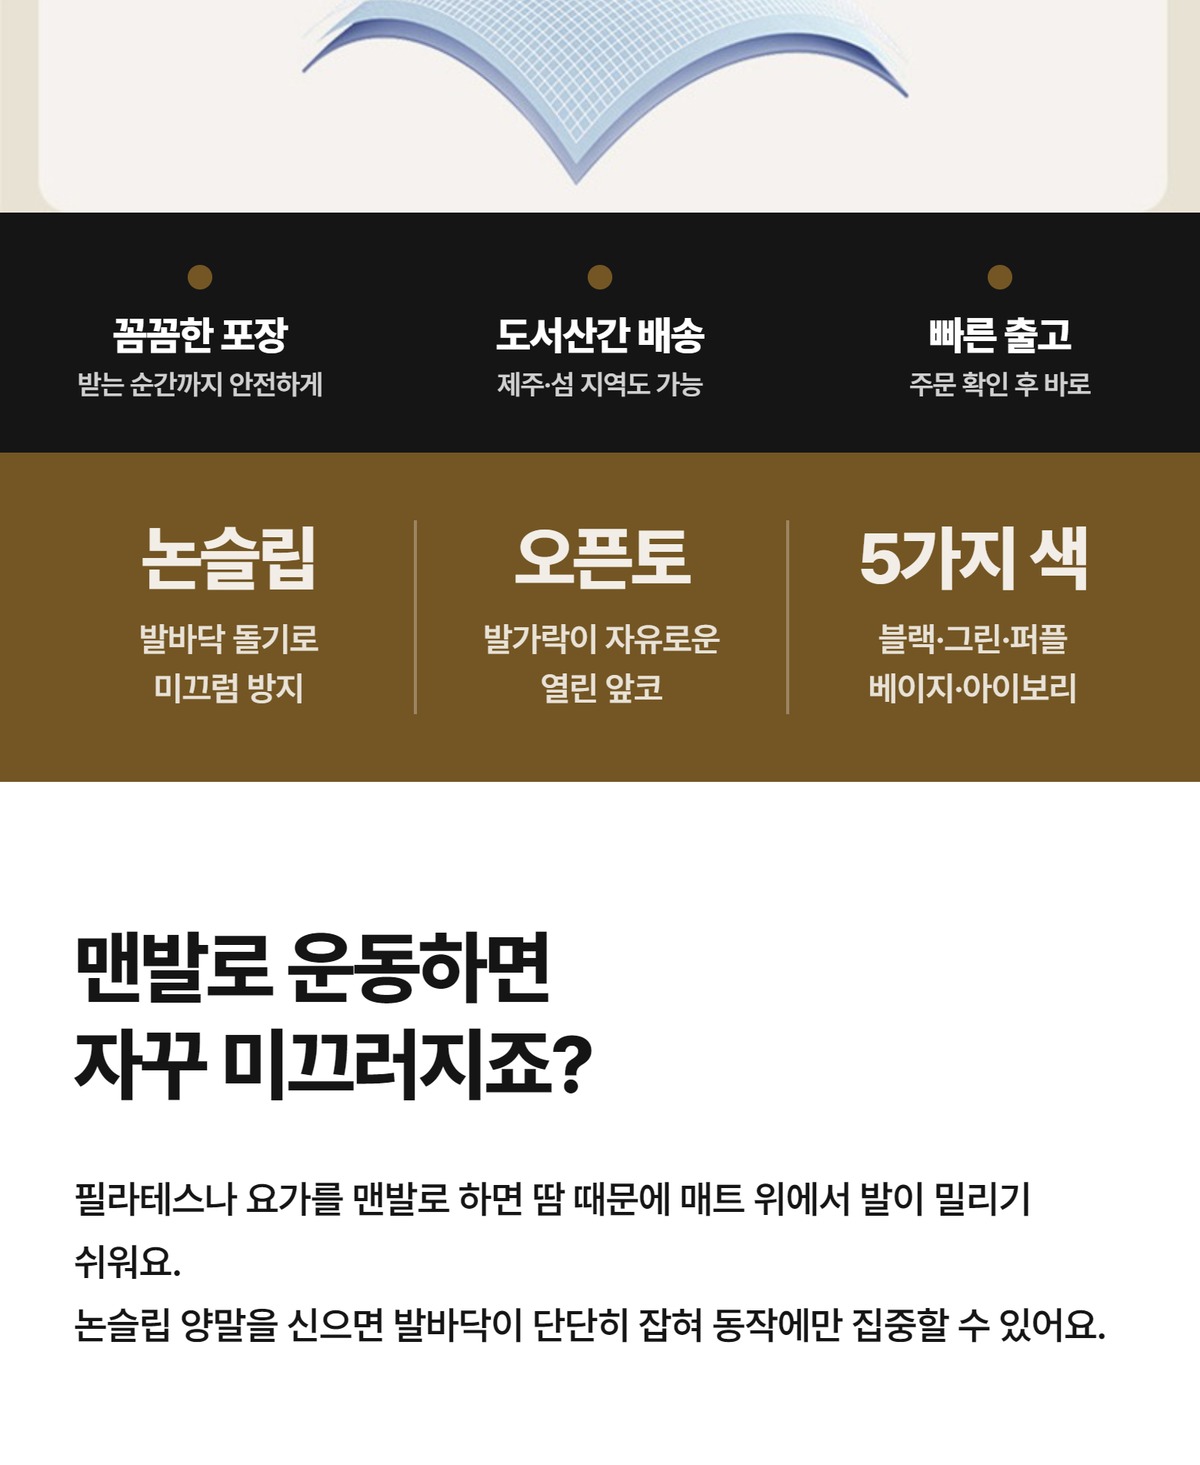 꼼꼼한 포장
받는 순간까지 안전하게
도서산간 배송
제주·섬 지역도 가능
빠른 출고
주문 확인 후 바로
논슬립
발바닥 돌기로
미끄럼 방지
오픈토
발가락이 자유로운
열린 앞코
5가지 색
블랙·그린·퍼플
베이지·아이보리
맨발로 운동하면
자꾸 미끄러지죠?
필라테스나 요가를 맨발로 하면 땀 때문에 매트 위에서 발이 밀리기
쉬워요.
논슬립 양말을 신으면 발바닥이 단단히 잡혀 동작에만 집중할 수 있어요.